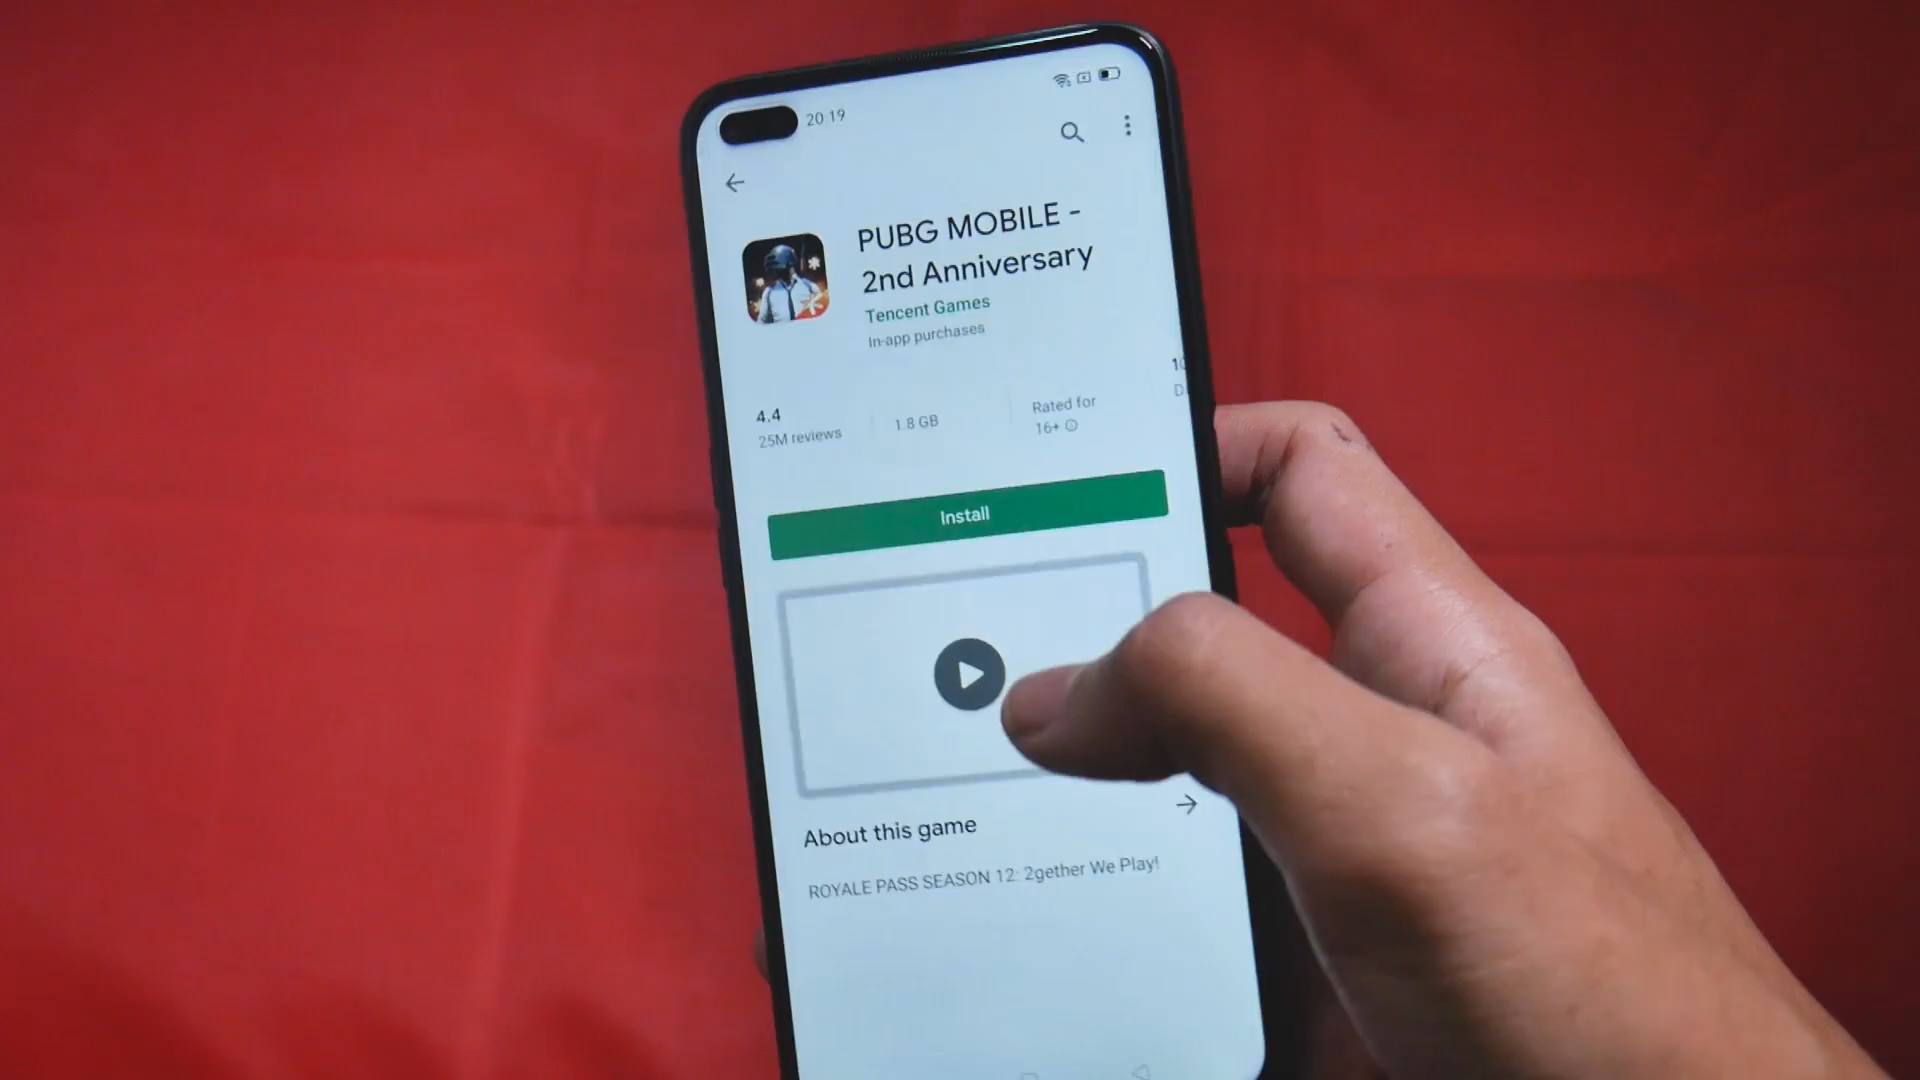 20 19
PUBG MOBILE -
2nd Anniversary
Tencent Games
In-app purchases
4.4
25M reviews
1.8 GB
Rated for
16+
10
D
Install
About this game
ROYALE PASS SEASON 12: 2gether We Play!